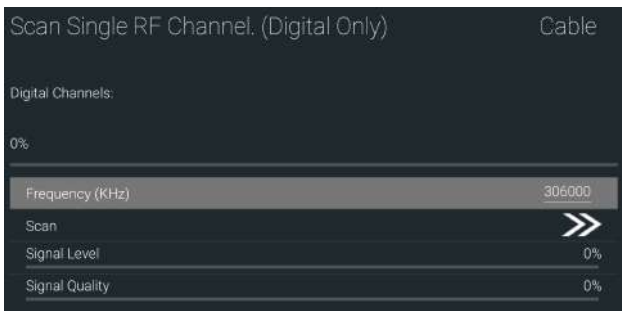 Scan Single RF Channel. (Digital Only) Cable
Digital Channels:
0%
Frequency (KHz) 306000
Scan
Signal Level 0%
Signal Quality 0%